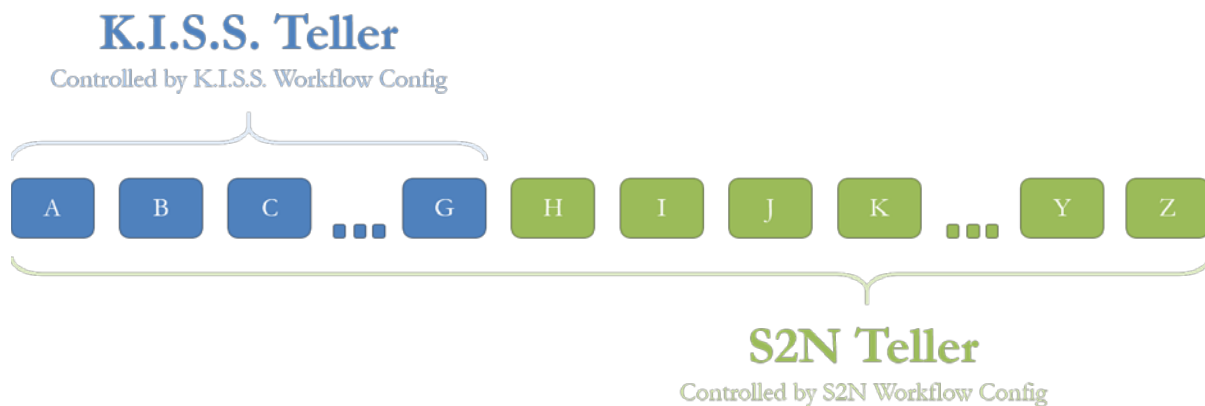 K.I.S.S. Teller
Controlled by K.I.S.S. Workflow Config
A B C ... G H I J K ... Y Z
S2N Teller
Controlled by S2N Workflow Config